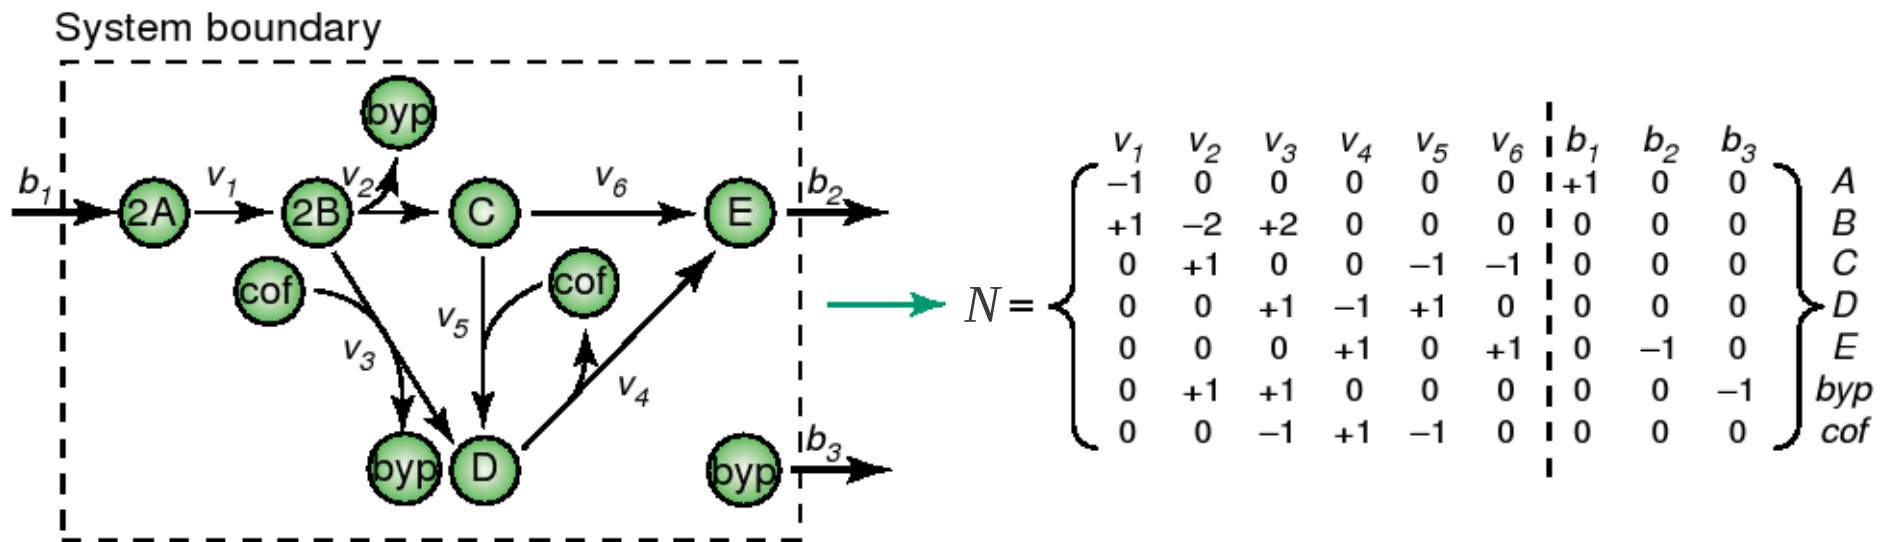 System boundary
byp
b1 2A v1 2B v2 C v6 E b2
cof cof
v5
v3
v4
byp D byp b3
N =
v1 v2 v3 v4 v5 v6 b1 b2 b3
−1 0 0 0 0 0 +1 0 0 A
+1 −2 +2 0 0 0 0 0 0 B
0 +1 0 0 −1 −1 0 0 0 C
0 0 +1 −1 +1 0 0 0 0 D
0 0 0 +1 0 +1 0 −1 0 E
0 +1 +1 0 0 0 0 0 −1 byp
0 0 −1 +1 −1 0 0 0 0 cof